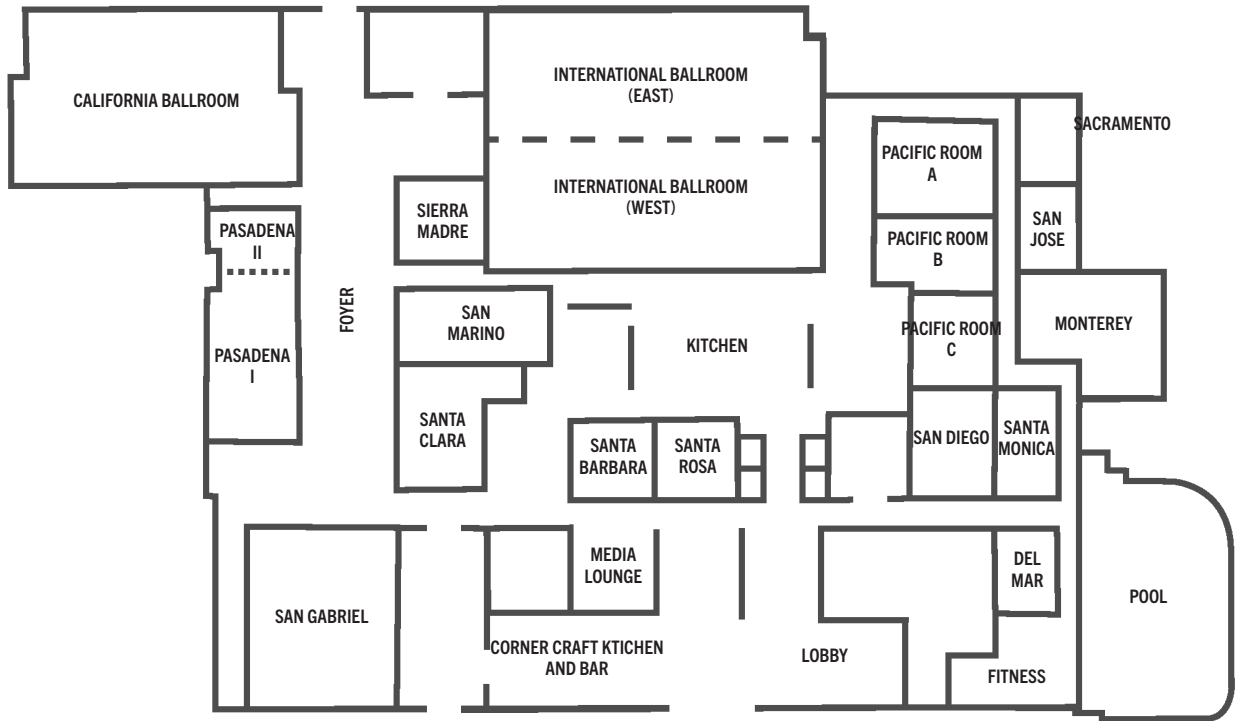 CALIFORNIA BALLROOM
INTERNATIONAL BALLROOM
(EAST)
SACRAMENTO
PACIFIC ROOM
A
INTERNATIONAL BALLROOM
(WEST)
SIERRA
MADRE
PASADENA
II
SAN
JOSE
PACIFIC ROOM
B
FOYER
SAN
MARINO
MONTEREY
PACIFIC ROOM
C
KITCHEN
PASADENA
I
SANTA
CLARA
SANTA
BARBARA
SANTA
ROSA
SAN DIEGO
SANTA
MONICA
MEDIA
LOUNGE
DEL
MAR
POOL
SAN GABRIEL
CORNER CRAFT KTICHEN
AND BAR
LOBBY
FITNESS